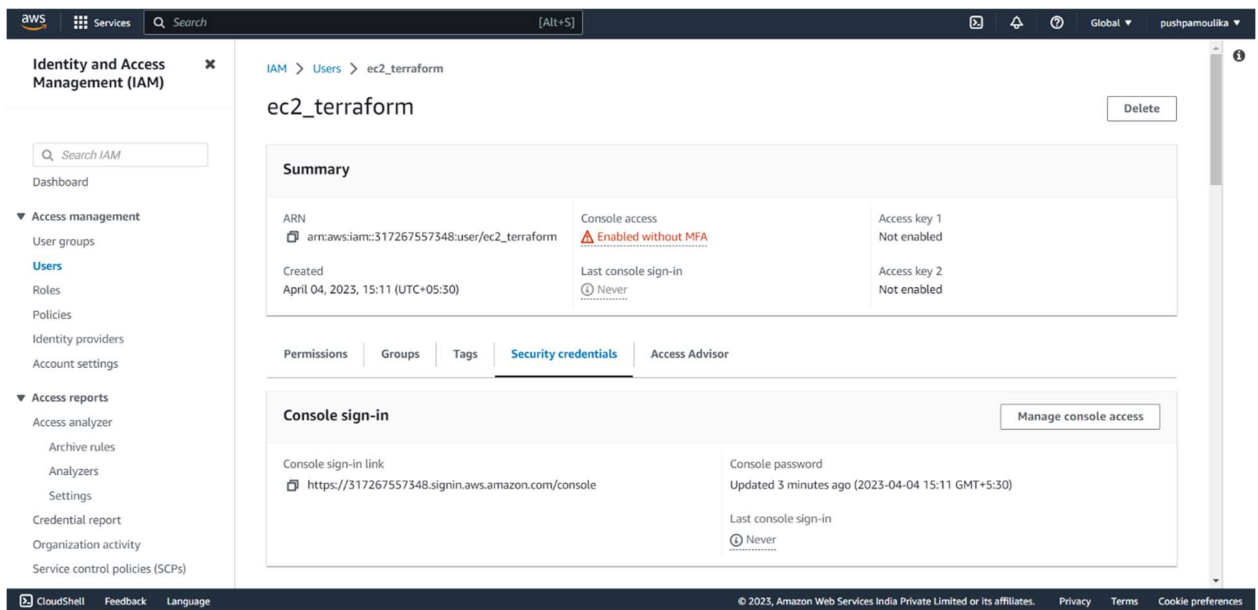 aws Services Search [Alt+S] Global pushpamoulika
Identity and Access
Management (IAM)
Search IAM
Dashboard
Access management
User groups
Users
Roles
Policies
Identity providers
Account settings
Access reports
Access analyzer
Archive rules
Analyzers
Settings
Credential report
Organization activity
Service control policies (SCPs)
IAM > Users > ec2_terraform
ec2_terraform
Delete
Summary
ARN
arn:aws:iam::317267557348:user/ec2_terraform
Created
April 04, 2023, 15:11 (UTC+05:30)
Console access
Enabled without MFA
Last console sign-in
Never
Access key 1
Not enabled
Access key 2
Not enabled
Permissions Groups Tags Security credentials Access Advisor
Console sign-in
Manage console access
Console sign-in link
https://317267557348.signin.aws.amazon.com/console
Console password
Updated 3 minutes ago (2023-04-04 15:11 GMT+5:30)
Last console sign-in
Never
CloudShell Feedback Language © 2023, Amazon Web Services India Private Limited or its affiliates. Privacy Terms Cookie preferences